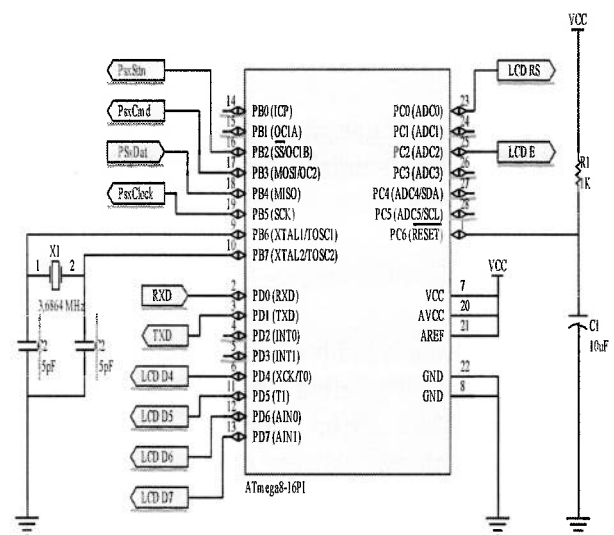 VCC
PsxSttn
LCD RS
14 PB0 (ICP)
PC0 (ADC0) 23
PsxCmd
15 PB1 (OC1A)
PC1 (ADC1) 24
PSxDat
16 PB2 (SS/OC1B)
PC2 (ADC2) 25
LCD E
17 PB3 (MOSI/OC2)
PC3 (ADC3) 26
R1
1K
18 PB4 (MISO)
PC4 (ADC4/SDA) 27
PsxClock
19 PB5 (SCK)
PC5 (ADC5/SCL) 28
9 PB6 (XTAL1/TOSC1)
PC6 (RESET) 1
X1
1 2
10 PB7 (XTAL2/TOSC2)
VCC
3,6864 MHz
RXD
2 PD0 (RXD)
VCC 7
TXD
3 PD1 (TXD)
AVCC 20
4 PD2 (INT0)
AREF 21
C1
10uF
C2
5pF
C2
5pF
5 PD3 (INT1)
LCD D4
6 PD4 (XCK/T0)
GND 22
LCD D5
11 PD5 (T1)
GND 8
12 PD6 (AIN0)
LCD D6
13 PD7 (AIN1)
LCD D7
ATmega8-16PI